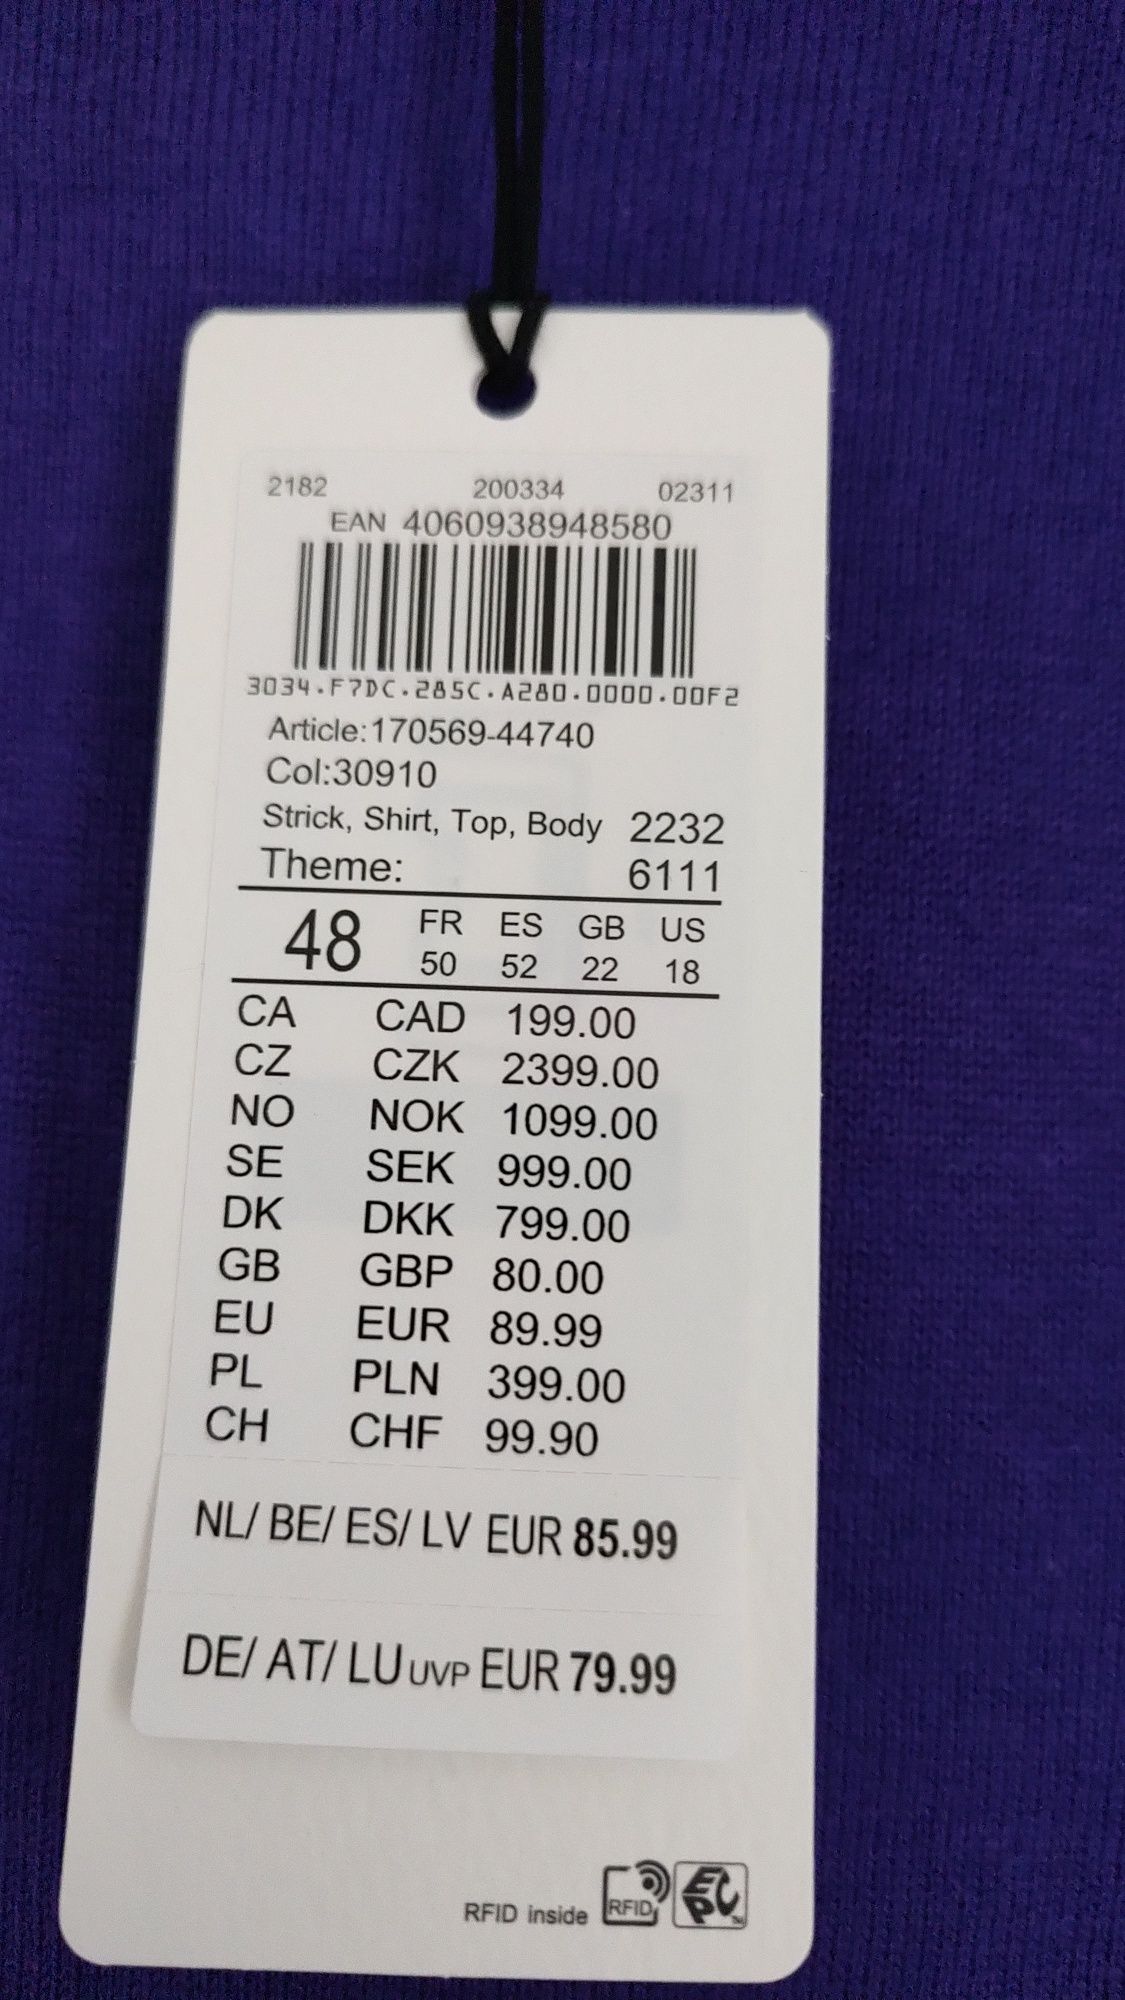 2182 200334 02311
EAN 4060938948580
3034.F7DC.285C.A280.0000.00F2
Article:170569-44740
Col:30910
Strick, Shirt, Top, Body 2232
Theme: 6111
48 FR ES GB US
50 52 22 18
CA CAD 199.00
CZ CZK 2399.00
NO NOK 1099.00
SE SEK 999.00
DK DKK 799.00
GB GBP 80.00
EU EUR 89.99
PL PLN 399.00
CH CHF 99.90
NL/ BE/ ES/ LV EUR 85.99
DE/ AT/ LU UVP EUR 79.99
RFID inside RFID EPC